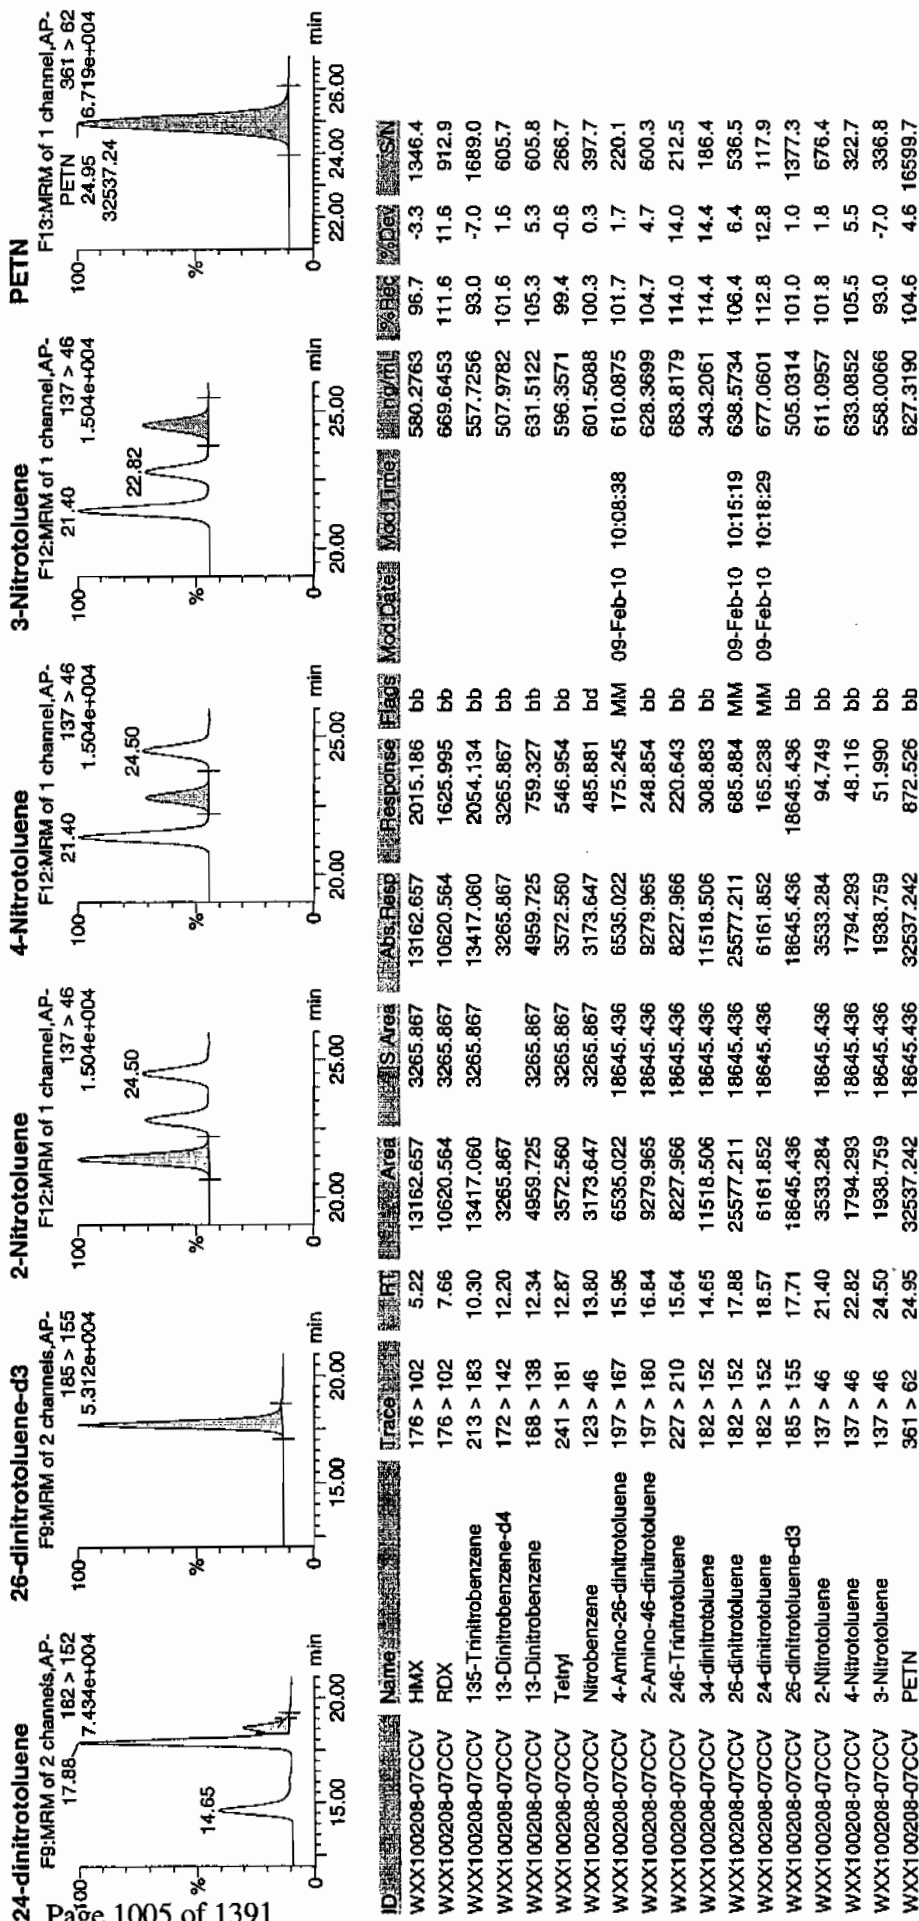 24-dinitrotoluene
F9:MRM of 2 channels,AP-
182 > 152
7.434e+004
17.88
14.65
100
%
0
15.00 20.00 min
26-dinitrotoluene-d3
F9:MRM of 2 channels,AP-
185 > 155
5.312e+004
100
%
0
15.00 20.00 min
2-Nitrotoluene
F12:MRM of 1 channel,AP-
137 > 46
1.504e+004
21.40
24.50
100
%
0
20.00 25.00 min
4-Nitrotoluene
F12:MRM of 1 channel,AP-
137 > 46
1.504e+004
21.40
24.50
100
%
0
20.00 25.00 min
3-Nitrotoluene
F12:MRM of 1 channel,AP-
137 > 46
1.504e+004
21.40
22.82
100
%
0
20.00 25.00 min
PETN
F13:MRM of 1 channel,AP-
361 > 62
6.719e+004
PETN
24.95
32537.24
100
%
0
22.00 24.00 26.00 min
ID Name Trace RT Area IS Area Abs.Resp Response Flags Mod.Date Mod.Time ng/mL %Rec %Dev S/N
WXX100208-07CCV HMX 176 > 102 5.22 13162.657 3265.867 13162.657 2015.186 bb 580.2763 96.7 -3.3 1346.4
WXX100208-07CCV RDX 176 > 102 7.66 10620.564 3265.867 10620.564 1625.995 bb 669.6453 111.6 11.6 912.9
WXX100208-07CCV 135-Trinitrobenzene 213 > 183 10.30 13417.060 3265.867 13417.060 2054.134 bb 557.7256 93.0 -7.0 1689.0
WXX100208-07CCV 13-Dinitrobenzene-d4 172 > 142 12.20 3265.867 3265.867 3265.867 bb 507.9782 101.6 1.6 605.7
WXX100208-07CCV 13-Dinitrobenzene 168 > 138 12.34 4959.725 3265.867 4959.725 759.327 bb 631.5122 105.3 5.3 605.8
WXX100208-07CCV Tetryl 241 > 181 12.87 3572.560 3265.867 3572.560 546.954 bb 596.3571 99.4 -0.6 266.7
WXX100208-07CCV Nitrobenzene 123 > 46 13.80 3173.647 3265.867 3173.647 485.881 bd 601.5088 100.3 0.3 397.7
WXX100208-07CCV 4-Amino-26-dinitrotoluene 197 > 167 15.95 6535.022 18645.436 6535.022 175.245 MM 09-Feb-10 10:08:38 610.0875 101.7 1.7 220.1
WXX100208-07CCV 2-Amino-46-dinitrotoluene 197 > 180 16.84 9279.965 18645.436 9279.965 248.854 bb 628.3699 104.7 4.7 600.3
WXX100208-07CCV 246-Trinitrotoluene 227 > 210 15.64 8227.966 18645.436 8227.966 220.643 bb 683.8179 114.0 14.0 212.5
WXX100208-07CCV 34-dinitrotoluene 182 > 152 14.65 11518.506 18645.436 11518.506 308.883 bb 343.2061 114.4 14.4 186.4
WXX100208-07CCV 26-dinitrotoluene 182 > 152 17.88 25577.211 18645.436 25577.211 685.884 MM 09-Feb-10 10:15:19 638.5734 106.4 6.4 536.5
WXX100208-07CCV 24-dinitrotoluene 182 > 152 18.57 6161.852 18645.436 6161.852 165.238 MM 09-Feb-10 10:18:29 677.0601 112.8 12.8 117.9
WXX100208-07CCV 26-dinitrotoluene-d3 185 > 155 17.71 18645.436 18645.436 18645.436 bb 505.0314 101.0 1.0 1377.3
WXX100208-07CCV 2-Nitrotoluene 137 > 46 21.40 3533.284 18645.436 3533.284 94.749 bb 611.0957 101.8 1.8 676.4
WXX100208-07CCV 4-Nitrotoluene 137 > 46 22.82 1794.293 18645.436 1794.293 48.116 bb 633.0852 105.5 5.5 322.7
WXX100208-07CCV 3-Nitrotoluene 137 > 46 24.50 1938.759 18645.436 1938.759 51.990 bb 558.0066 93.0 -7.0 336.8
WXX100208-07CCV PETN 361 > 62 24.95 32537.242 18645.436 32537.242 872.526 bb 627.3190 104.6 4.6 16599.7
Page 1005 of 1391